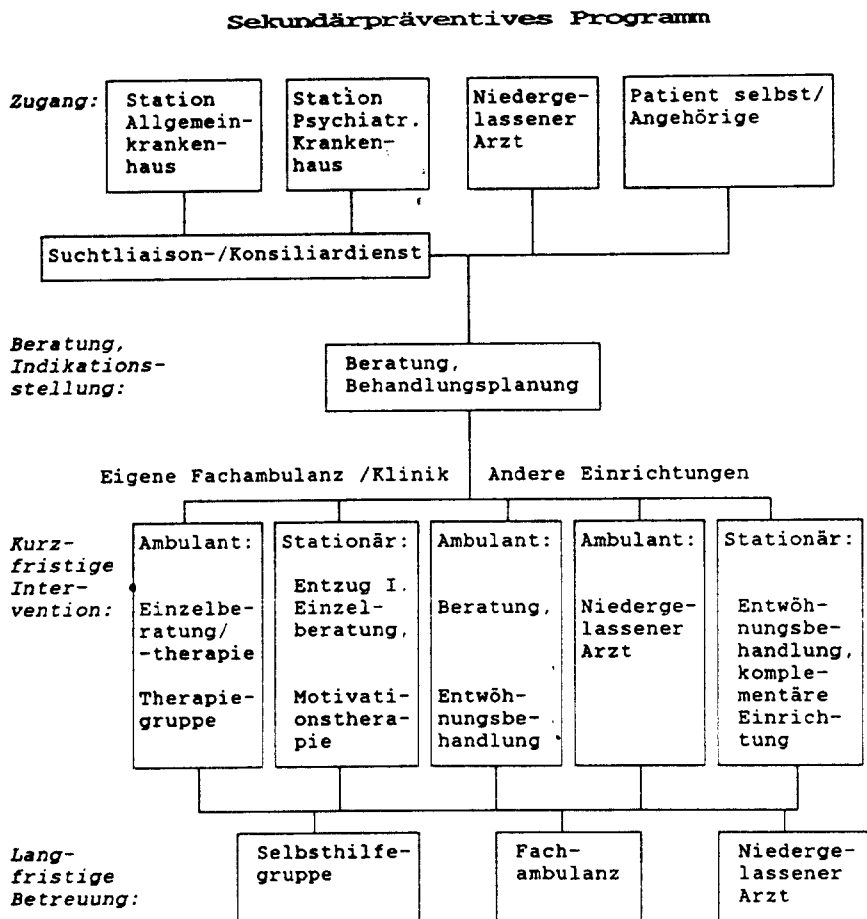 Sekundärpräventives Programm
Zugang:
Station
Allgemein-
kranken-
haus
Station
Psychiatr.
Kranken-
haus
Niederge-
lassener
Arzt
Patient selbst/
Angehörige
Suchtliaison-/Konsiliardienst
Beratung,
Indikations-
stellung:
Beratung,
Behandlungsplanung
Eigene Fachambulanz /Klinik
Andere Einrichtungen
Kurz-
fristige
Inter-
vention:
Ambulant:
Einzelbe-
ratung/
-therapie
Therapie-
gruppe
Stationär:
Entzug I.
Einzel-
beratung,
Motivati-
onsthera-
pie
Ambulant:
Beratung,
Entwöh-
nungsbe-
handlung
Ambulant:
Niederge-
lassener
Arzt
Stationär:
Entwöh-
nungsbe-
handlung,
komple-
mentäre
Einrich-
tung
Lang-
fristige
Betreuung:
Selbsthilfe-
gruppe
Fach-
ambulanz
Niederge-
lassener
Arzt